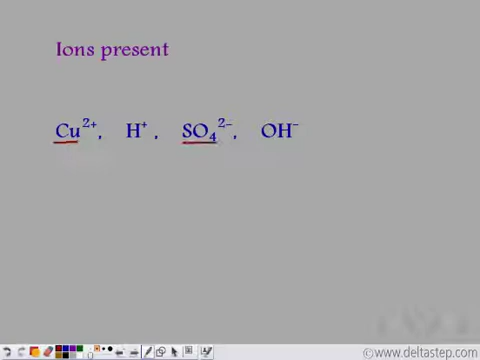 Ions present
Cu²⁺, H⁺, SO₄²⁻, OH⁻
©www.deltastep.com